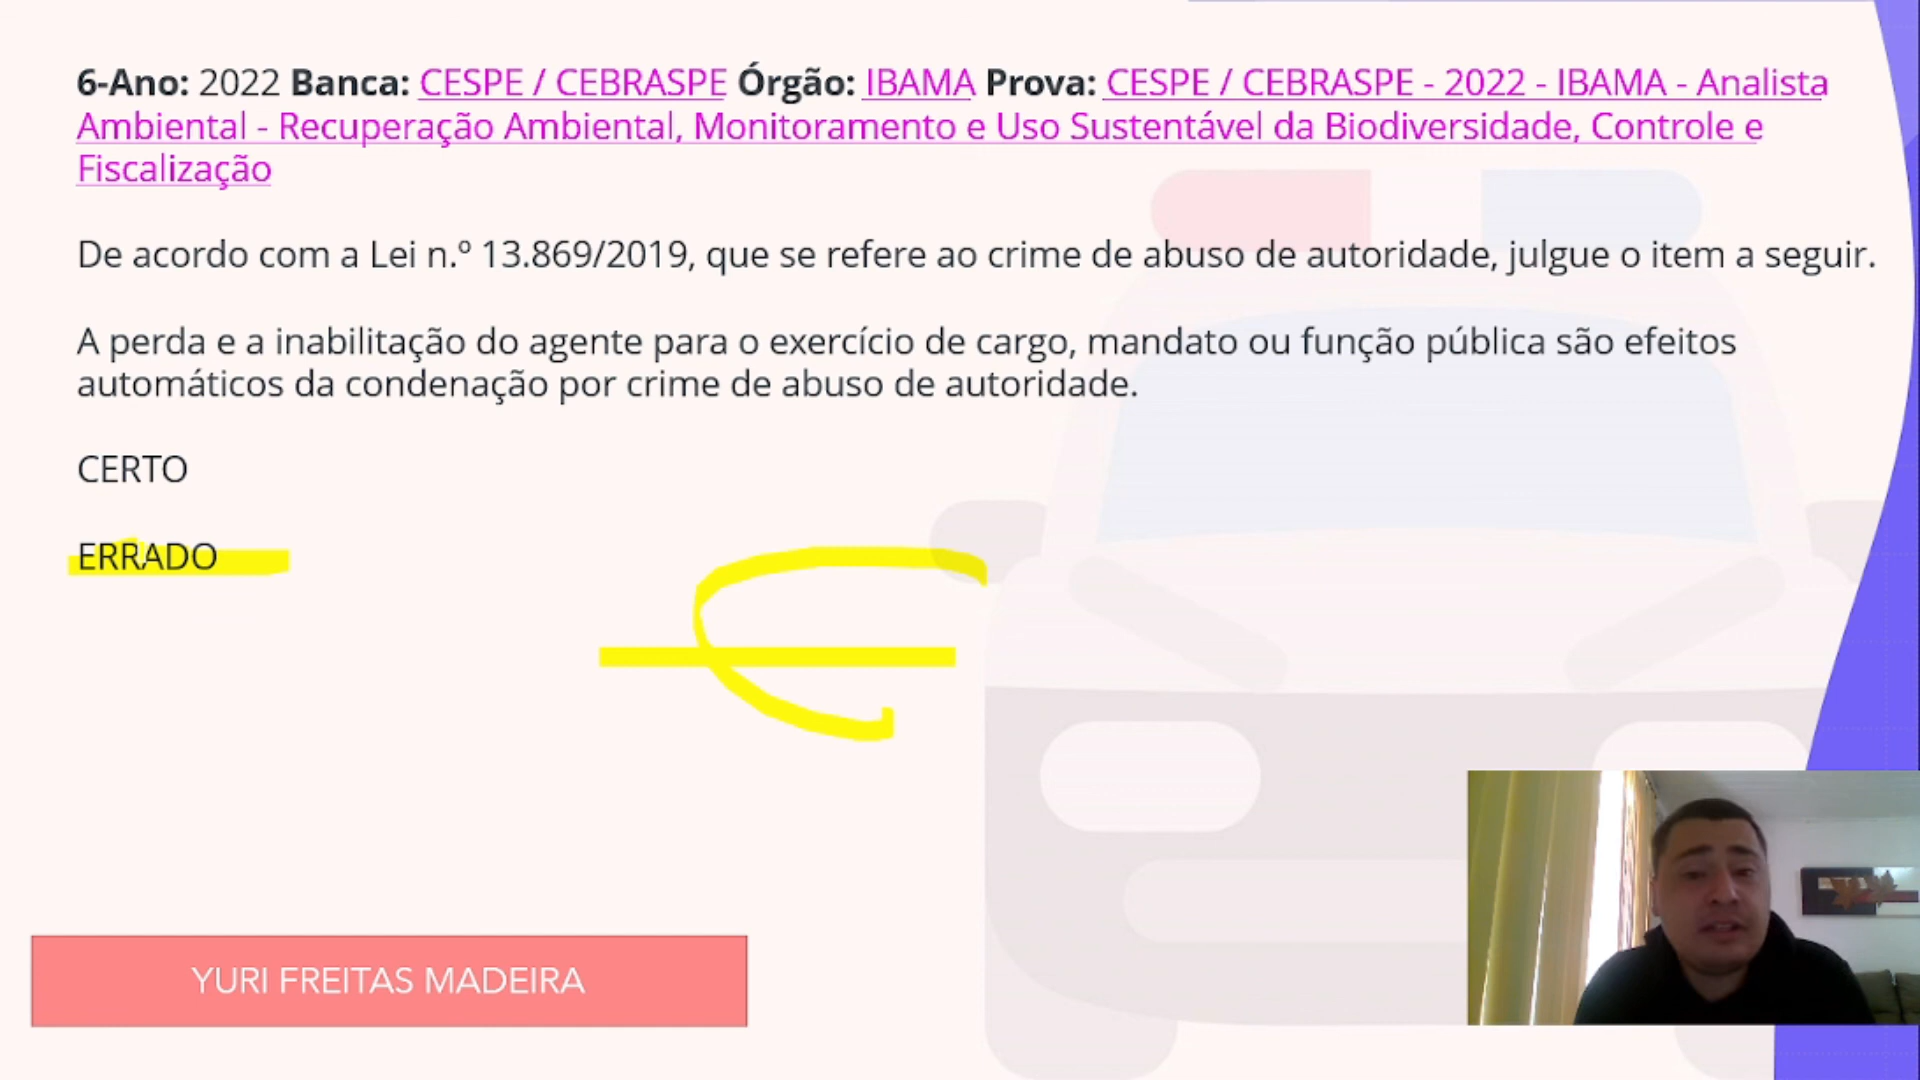 6-Ano: 2022 Banca: CESPE / CEBRASPE Órgão: IBAMA Prova: CESPE / CEBRASPE - 2022 - IBAMA - Analista
Ambiental - Recuperação Ambiental, Monitoramento e Uso Sustentável da Biodiversidade, Controle e
Fiscalização
De acordo com a Lei n.º 13.869/2019, que se refere ao crime de abuso de autoridade, julgue o item a seguir.
A perda e a inabilitação do agente para o exercício de cargo, mandato ou função pública são efeitos
automáticos da condenação por crime de abuso de autoridade.
CERTO
ERRADO
YURI FREITAS MADEIRA